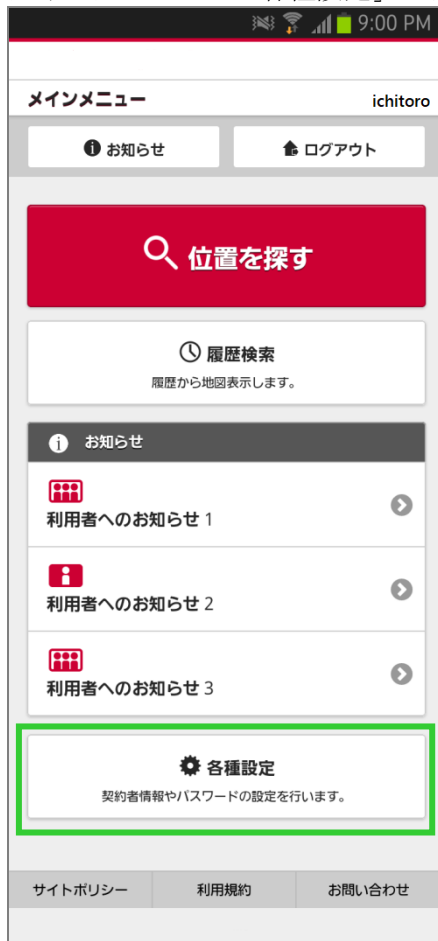 9:00 PM
メインメニュー ichitoro
お知らせ ログアウト
位置を探す
履歴検索
履歴から地図表示します。
お知らせ
利用者へのお知らせ 1
利用者へのお知らせ 2
利用者へのお知らせ 3
各種設定
契約者情報やパスワードの設定を行います。
サイトポリシー 利用規約 お問い合わせ